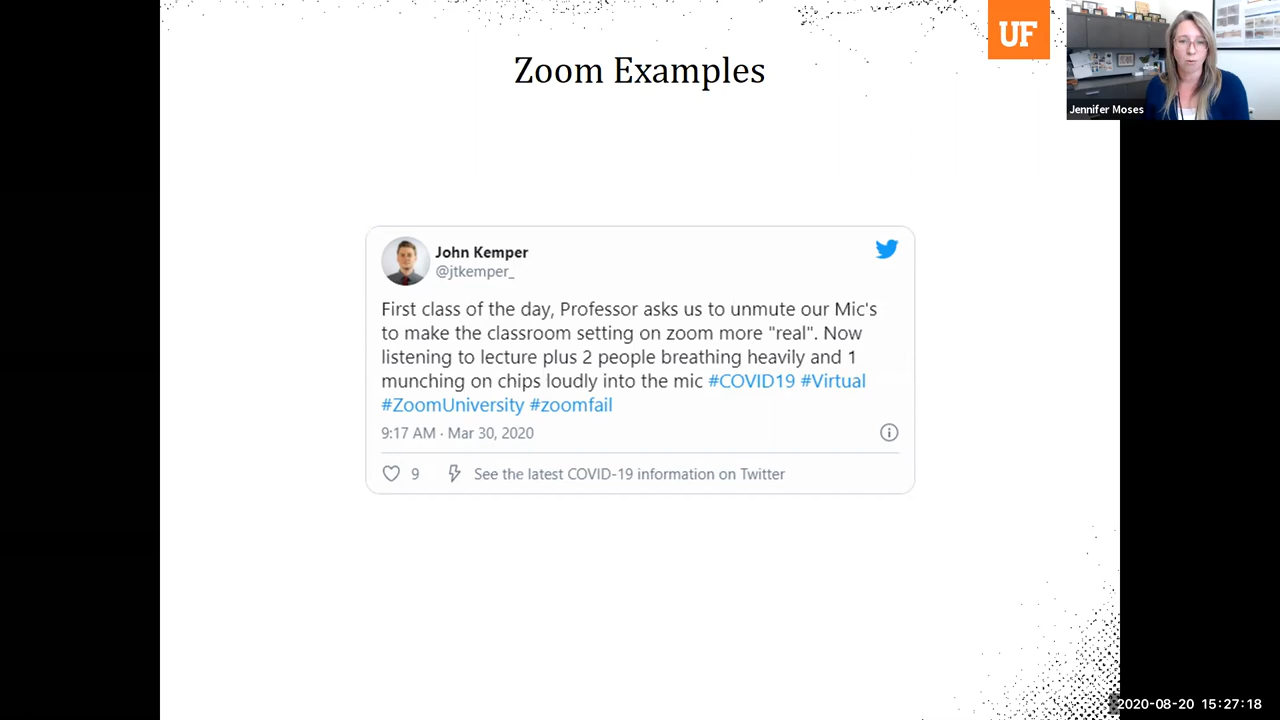 UF
Zoom Examples
Jennifer Moses
John Kemper
@jtkemper_
First class of the day, Professor asks us to unmute our Mic's
to make the classroom setting on zoom more "real". Now
listening to lecture plus 2 people breathing heavily and 1
munching on chips loudly into the mic #COVID19 #Virtual
#ZoomUniversity #zoomfail
9:17 AM · Mar 30, 2020
9 See the latest COVID-19 information on Twitter
2020-08-20 15:27:18